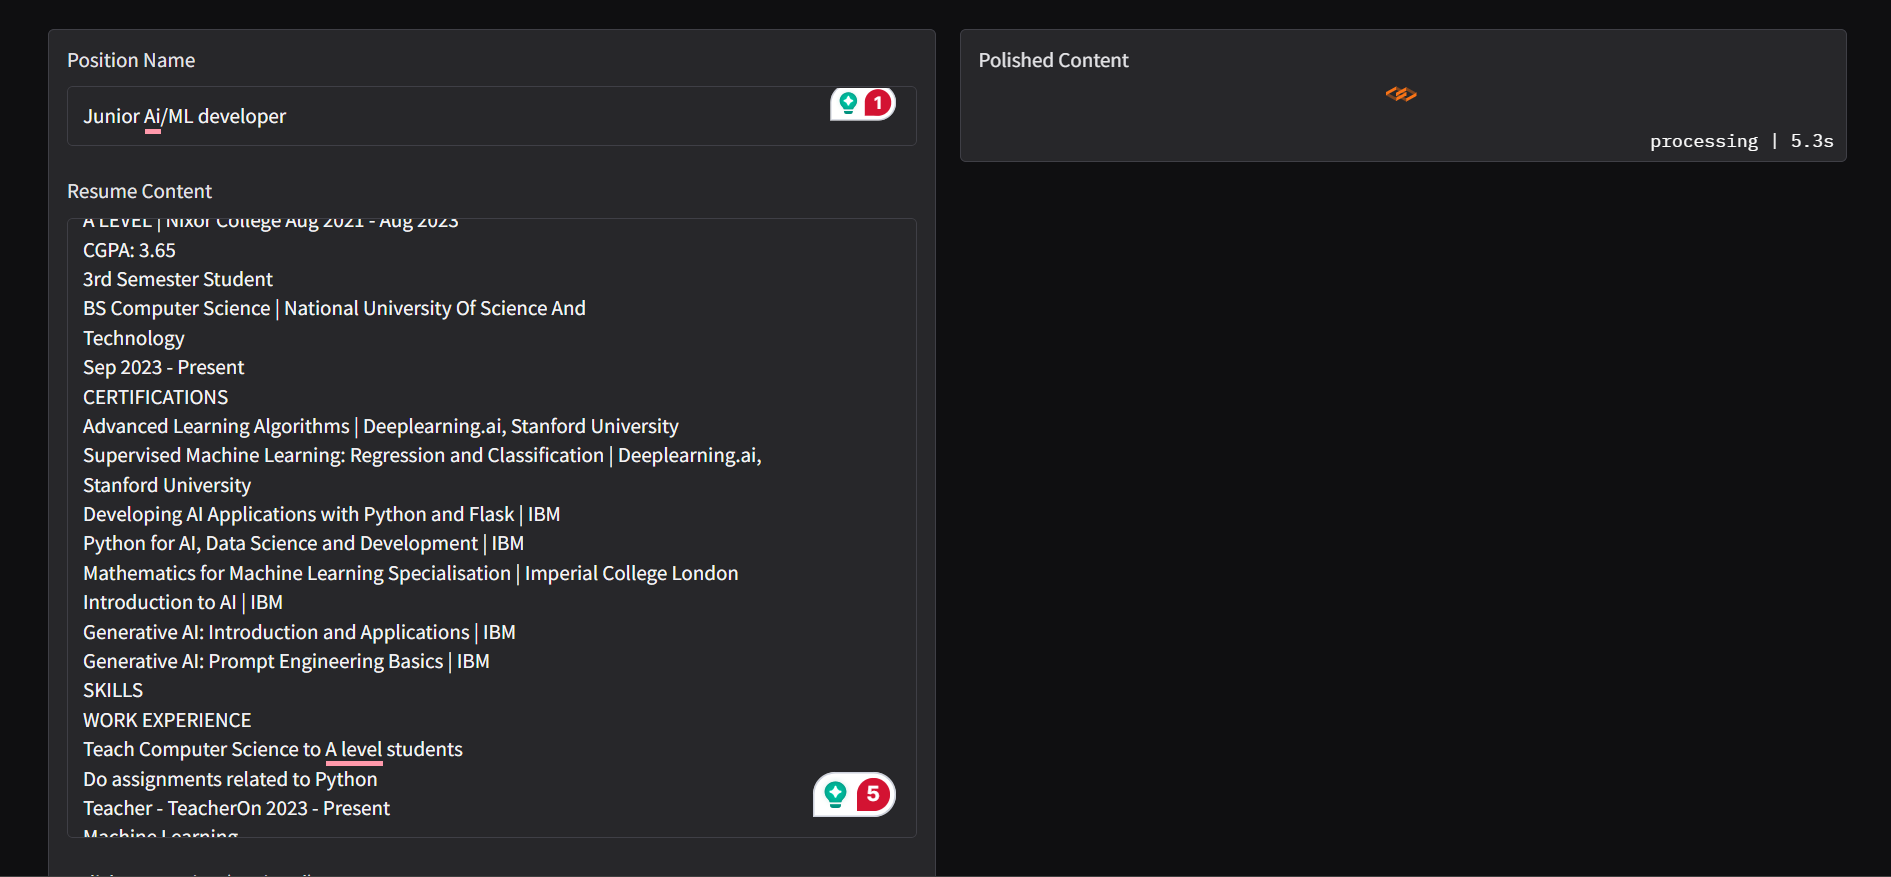 Position Name
Junior Ai/ML developer
1
Resume Content
A LEVEL | Nixor College Aug 2021 - Aug 2023
CGPA: 3.65
3rd Semester Student
BS Computer Science | National University Of Science And
Technology
Sep 2023 - Present
CERTIFICATIONS
Advanced Learning Algorithms | Deeplearning.ai, Stanford University
Supervised Machine Learning: Regression and Classification | Deeplearning.ai,
Stanford University
Developing AI Applications with Python and Flask | IBM
Python for AI, Data Science and Development | IBM
Mathematics for Machine Learning Specialisation | Imperial College London
Introduction to AI | IBM
Generative AI: Introduction and Applications | IBM
Generative AI: Prompt Engineering Basics | IBM
SKILLS
WORK EXPERIENCE
Teach Computer Science to A level students
Do assignments related to Python
Teacher - TeacherOn 2023 - Present
5
Machine Learning
Polished Content
processing | 5.3s